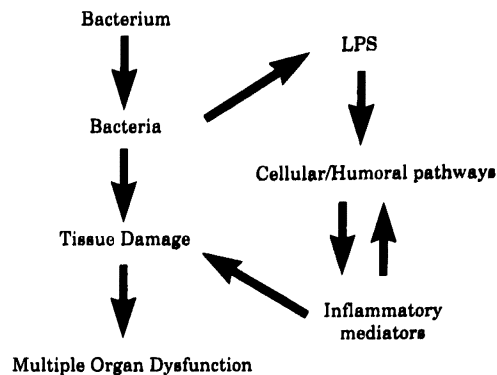 Bacterium
LPS
Bacteria
Cellular/Humoral pathways
Tissue Damage
Inflammatory
mediators
Multiple Organ Dysfunction